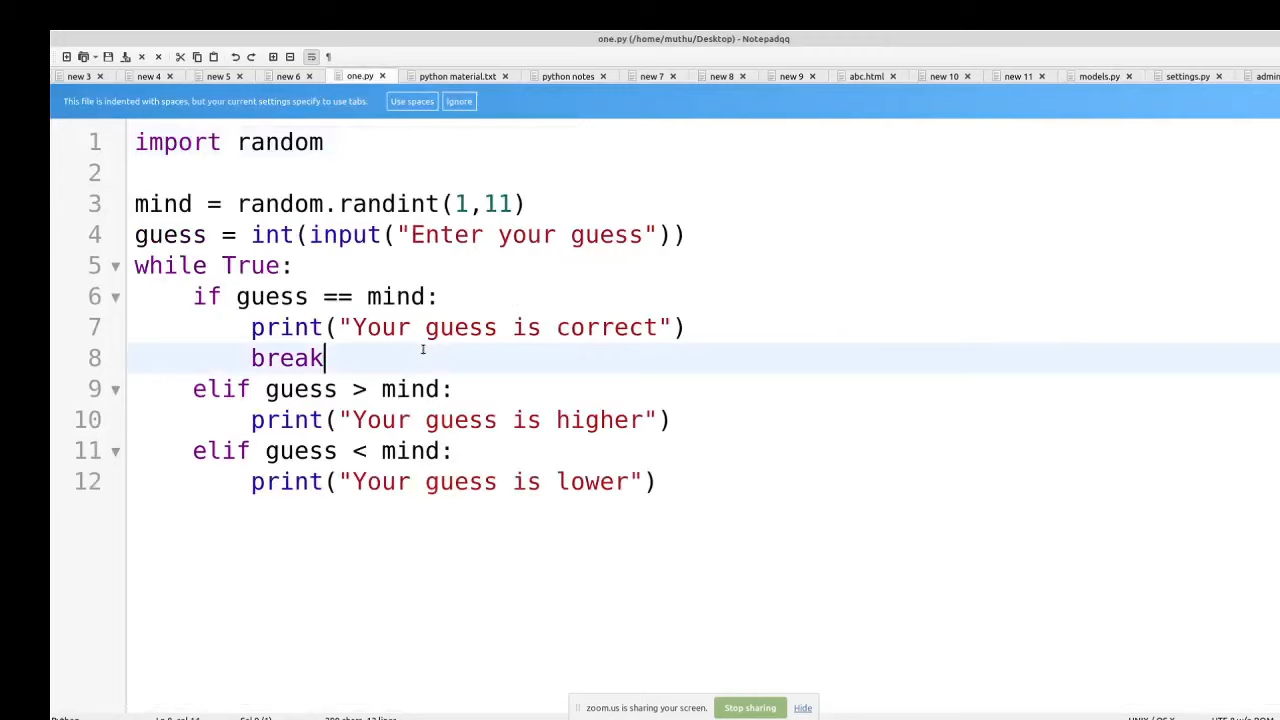 one.py (/home/muthu/Desktop) - Notepadqq
new 3 new 4 new 5 new 6 one.py python material.txt python notes new 7 new 8 new 9 abc.html new 10 new 11 models.py settings.py admin
This file is indented with spaces, but your current settings specify to use tabs. Use spaces Ignore
1 import random
2
3 mind = random.randint(1,11)
4 guess = int(input("Enter your guess"))
5 while True:
6 if guess == mind:
7 print("Your guess is correct")
8 break
9 elif guess > mind:
10 print("Your guess is higher")
11 elif guess < mind:
12 print("Your guess is lower")
zoom.us is sharing your screen. Stop sharing Hide